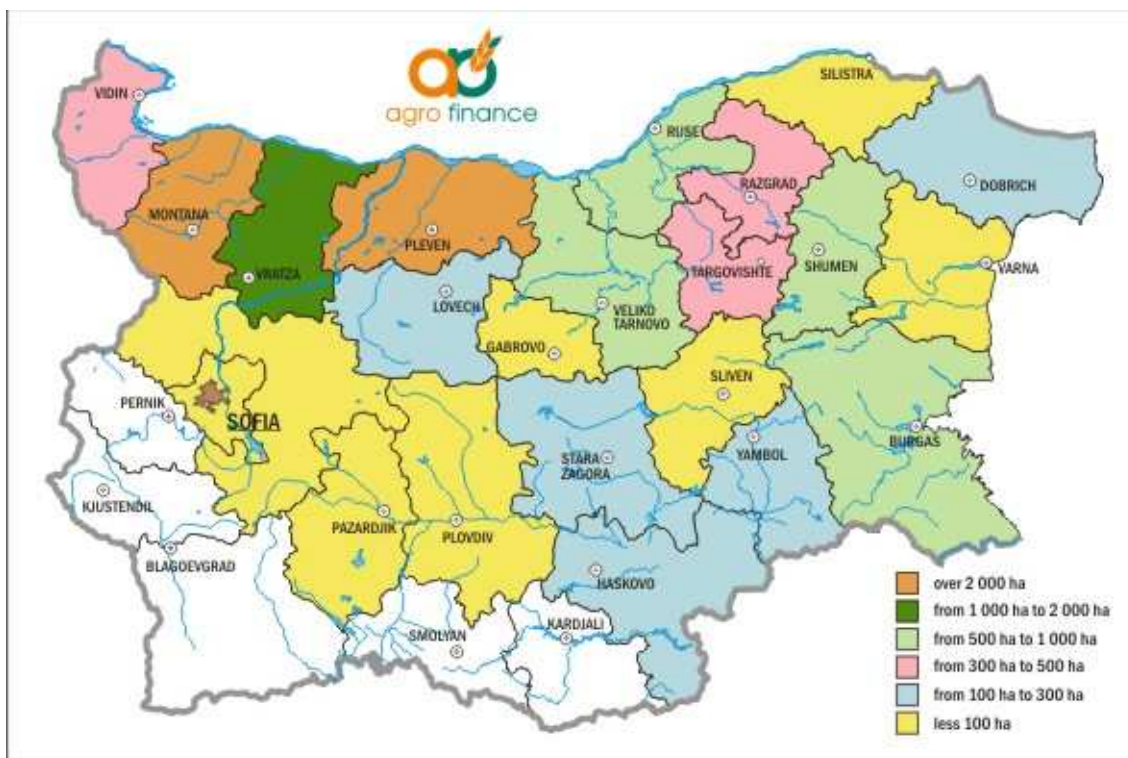 agro finance
VIDIN
SILISTRA
RUSE
MONTANA
PLEVEN
RAZGRAD
DOBRICH
VRATZA
LOVECH
TARGOVISHTE
SHUMEN
VARNA
VELIKO
TARNOVO
GABROVO
SLIVEN
PERNIK
SOFIA
BURGAS
YAMBOL
STARA
ZAGORA
KJUSTENDIL
PAZARDJIK
PLOVDIV
BLAGOEVGRAD
HASKOVO
SMOLYAN
KARDJALI
over 2 000 ha
from 1 000 ha to 2 000 ha
from 500 ha to 1 000 ha
from 300 ha to 500 ha
from 100 ha to 300 ha
less 100 ha